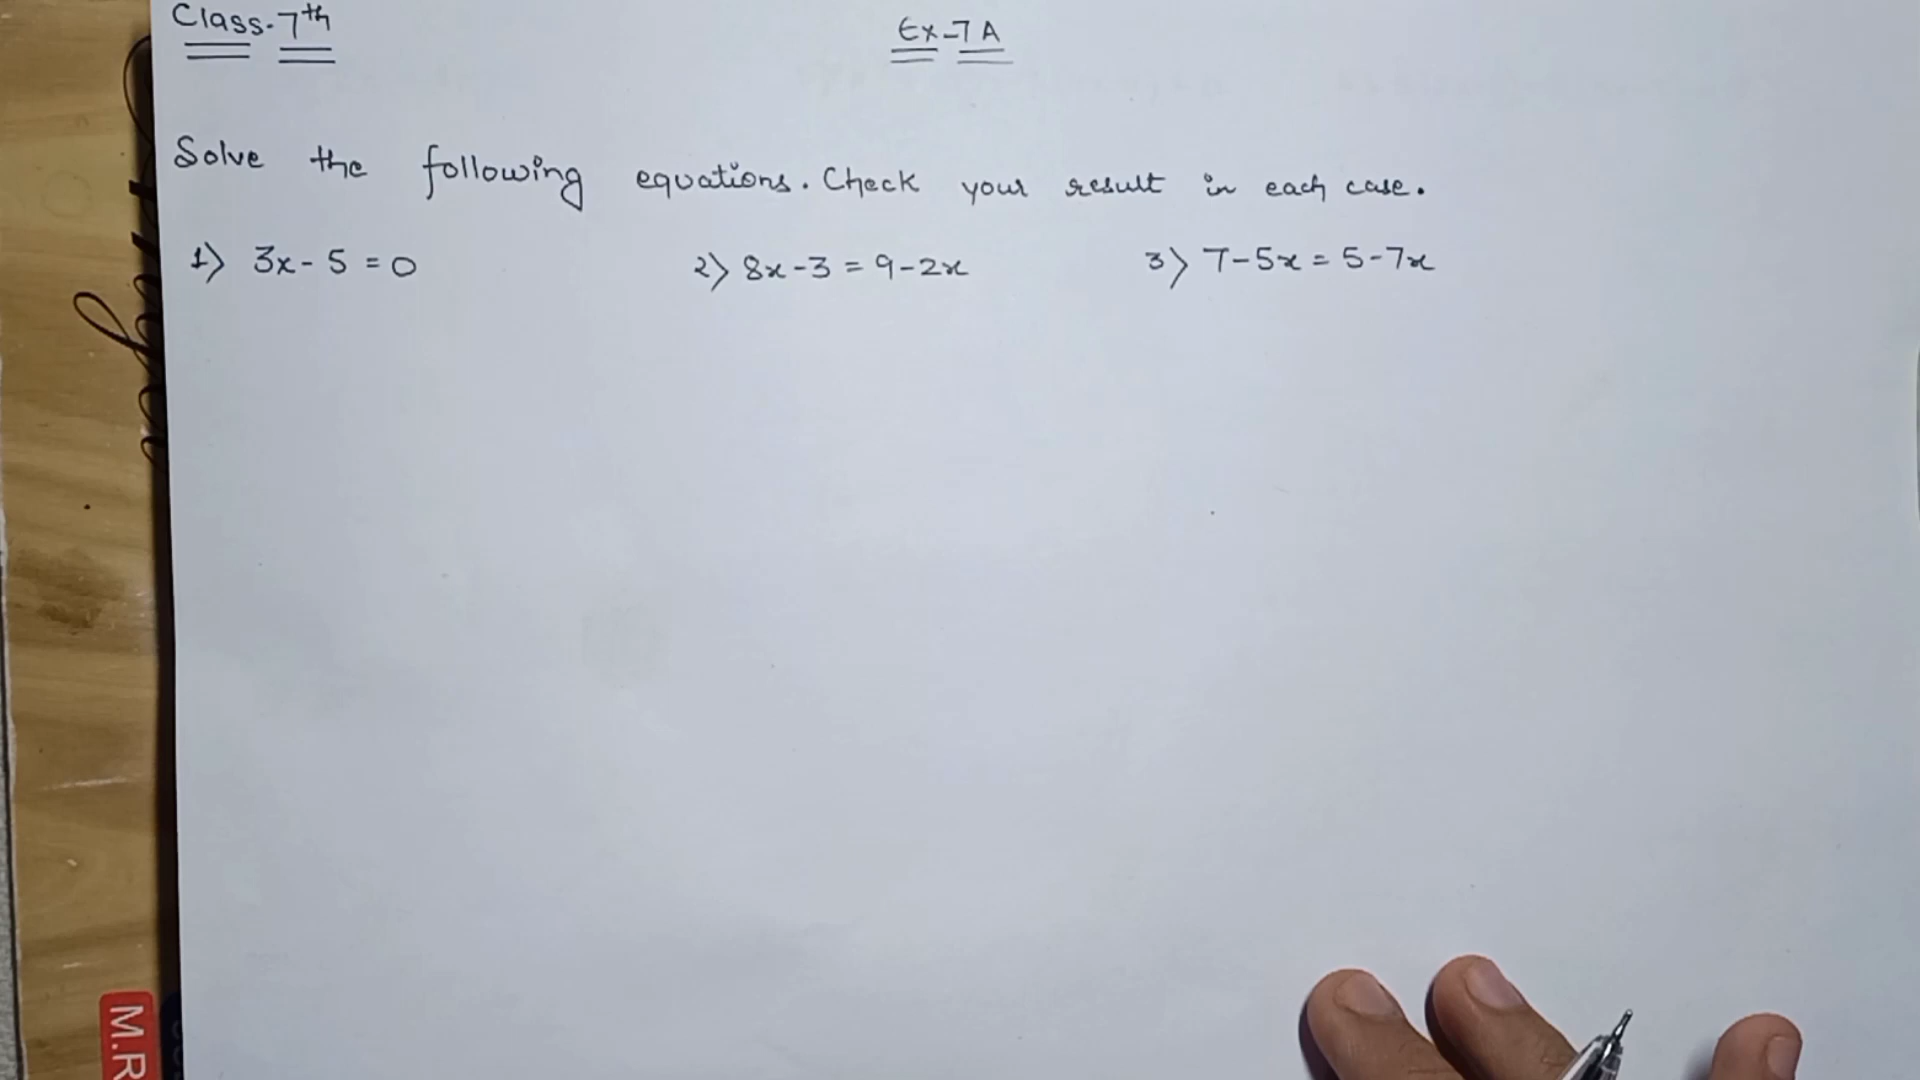 Class-7th
Ex-7A
Solve the following equations. Check your result in each case.
1) 3x-5=0
2) 8x-3=9-2x
3) 7-5x=5-7x
M.R